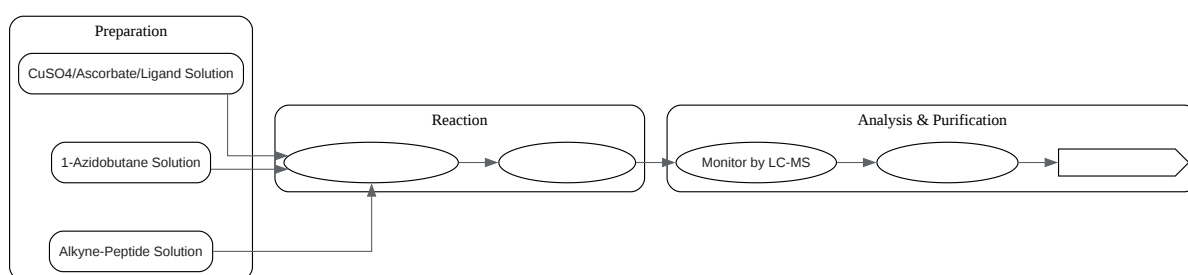 Preparation
CuSO4/Ascorbate/Ligand Solution
1-Azidobutane Solution
Alkyne-Peptide Solution
Reaction
Analysis & Purification
Monitor by LC-MS